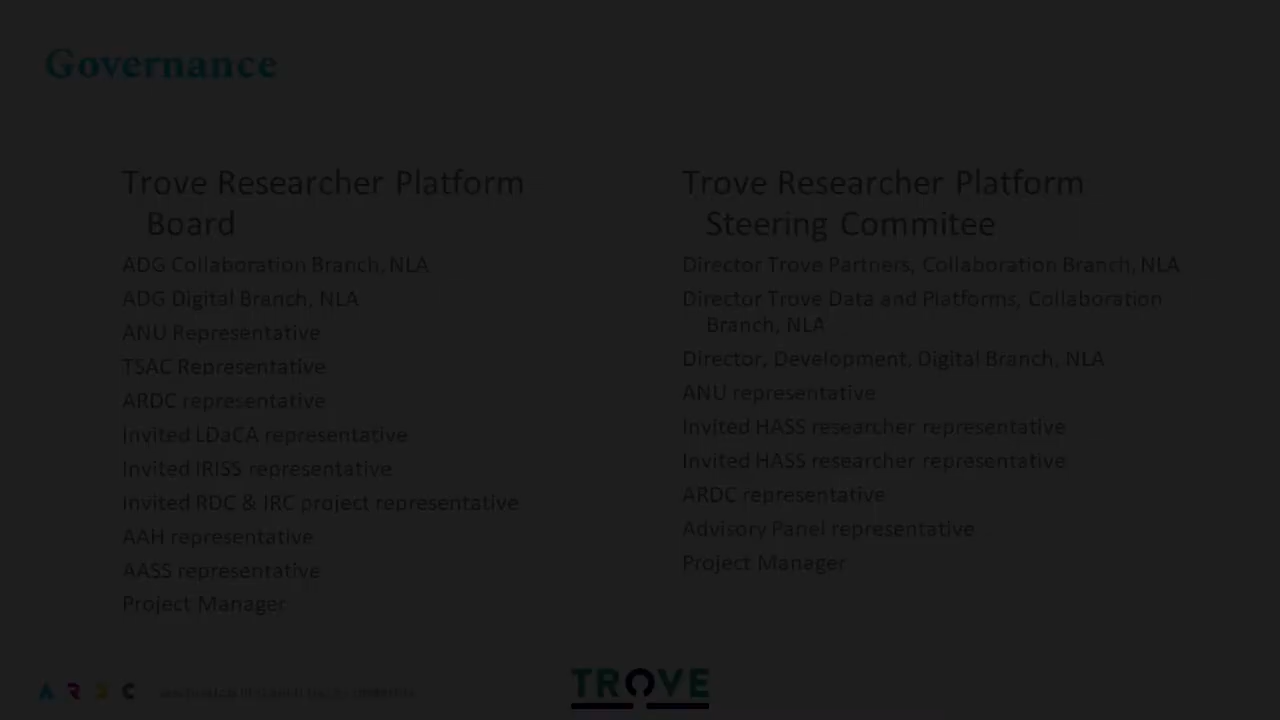 Governance
Trove Researcher Platform
Board
ADG Collaboration Branch, NLA
ADG Digital Branch, NLA
ANU Representative
TSAC Representative
ARDC representative
Invited LDaCA representative
Invited IRISS representative
Invited RDC & IRC project representative
AAH representative
AASS representative
Project Manager
Trove Researcher Platform
Steering Commitee
Director Trove Partners, Collaboration Branch, NLA
Director Trove Data and Platforms, Collaboration
Branch, NLA
Director, Development, Digital Branch, NLA
ANU representative
Invited HASS researcher representative
Invited HASS researcher representative
ARDC representative
Advisory Panel representative
Project Manager
ARDC
TROVE